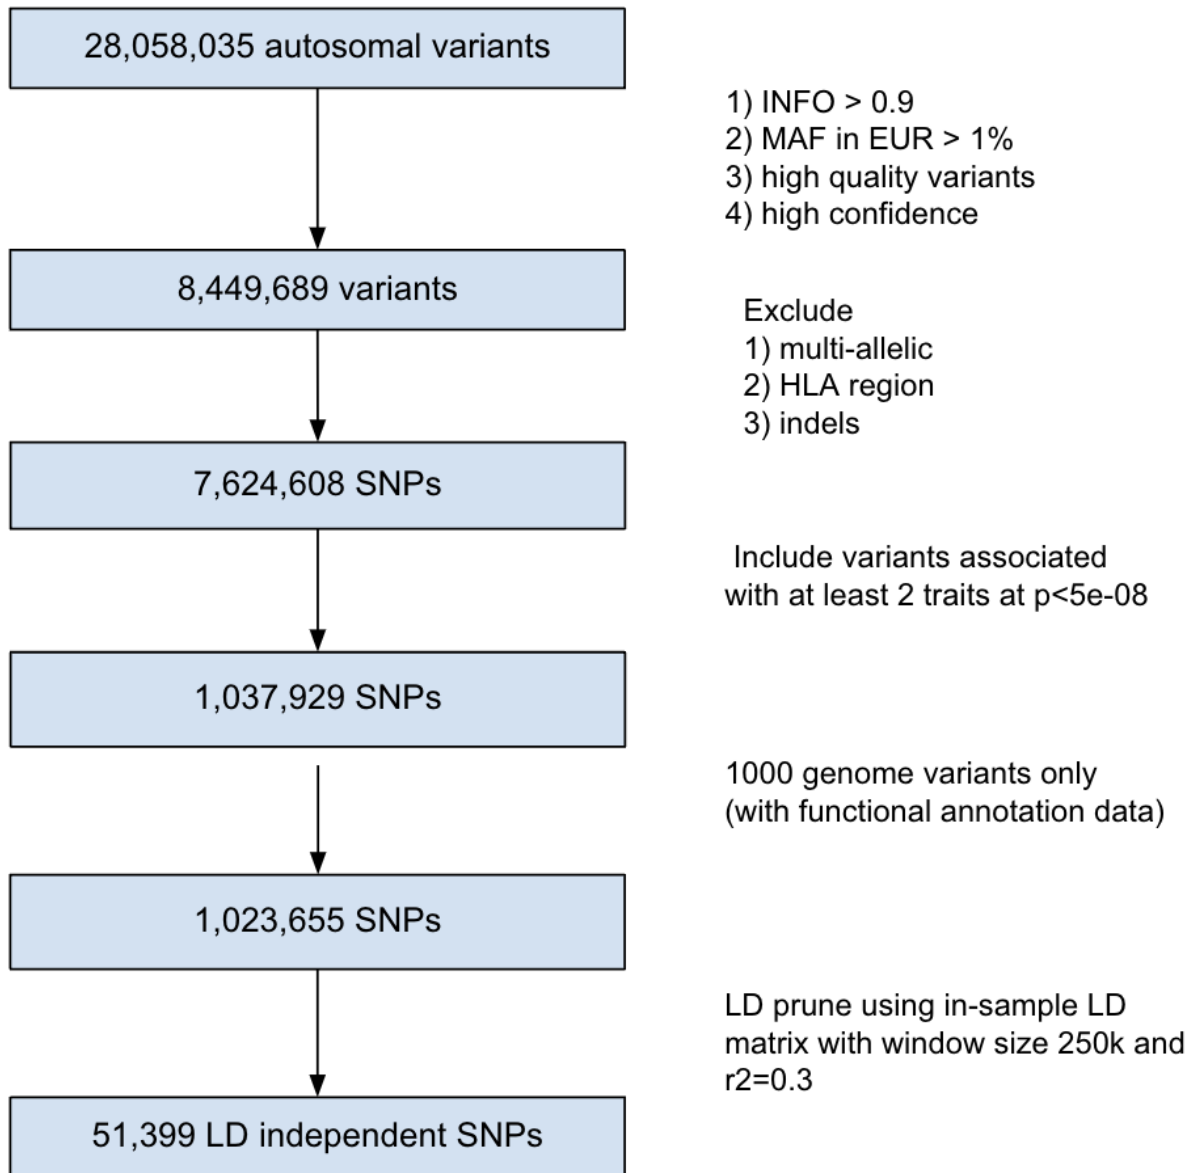 28,058,035 autosomal variants
1) INFO > 0.9
2) MAF in EUR > 1%
3) high quality variants
4) high confidence
8,449,689 variants
Exclude
1) multi-allelic
2) HLA region
3) indels
7,624,608 SNPs
Include variants associated
with at least 2 traits at p<5e-08
1,037,929 SNPs
1000 genome variants only
(with functional annotation data)
1,023,655 SNPs
LD prune using in-sample LD
matrix with window size 250k and
r2=0.3
51,399 LD independent SNPs